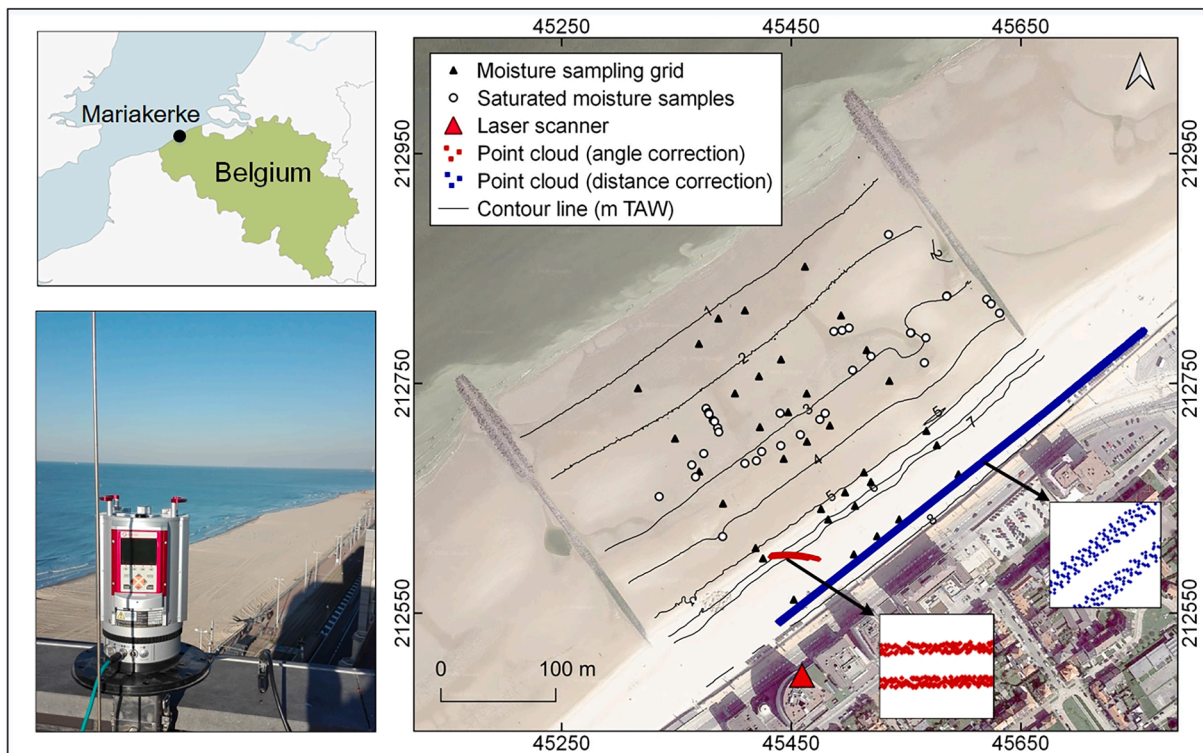 Mariakerke
Belgium
45250 45450 45650
Moisture sampling grid
Saturated moisture samples
Laser scanner
Point cloud (angle correction)
Point cloud (distance correction)
Contour line (m TAW)
212950 212950
212750 212750
212550 212550
1
2
2
3
4
5
5
6
7
8
0 100 m
45250 45450 45650